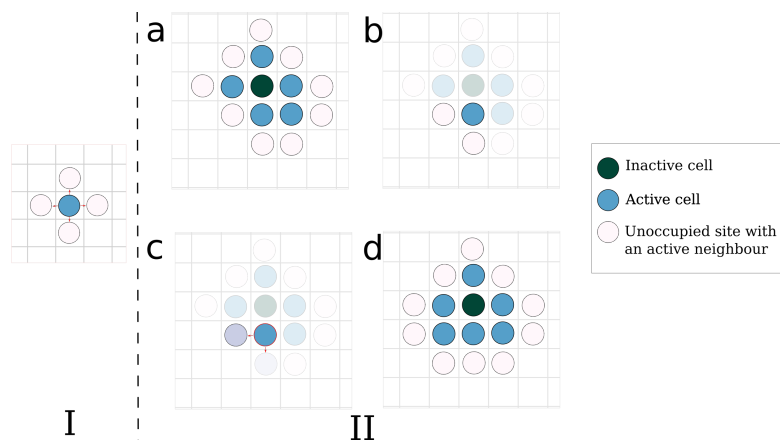 a
b
Inactive cell
Active cell
Unoccupied site with
an active neighbour
c
d
I
II